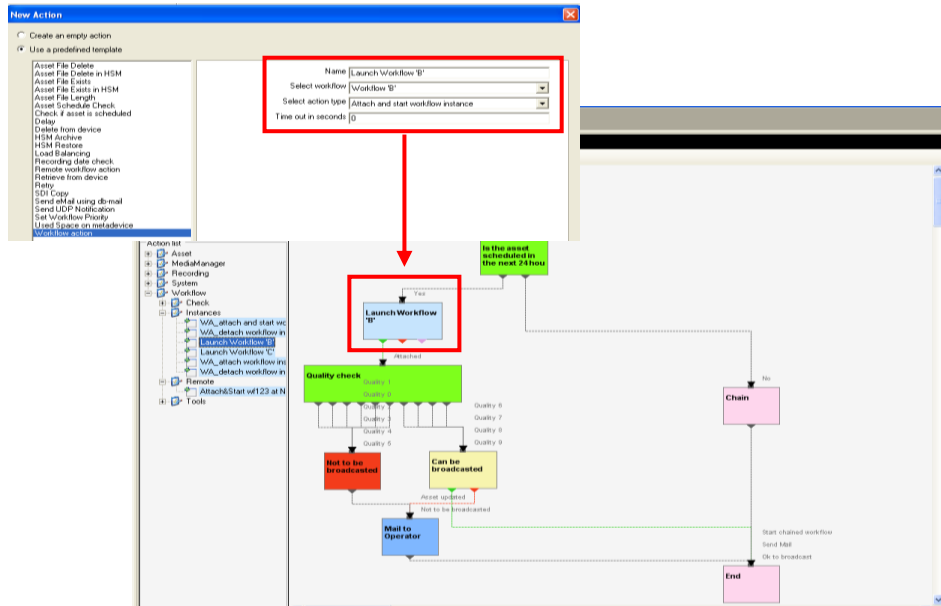 New Action
Create an empty action
Use a predefined template
Asset File Delete
Asset File Delete in HSM
Asset File Exists
Asset File Exists in HSM
Asset File Length
Asset Schedule Check
Check if asset is scheduled
Delay
Delete from device
HSM Archive
HSM Restore
Load Balancing
Recording date check
Remote workflow action
Retrieve from device
Retry
SDI Copy
Send eMail using db-mail
Send UDP Notification
Set Workflow Priority
Used Space on metadevice
Workflow action
Name Launch Workflow 'B'
Select workflow Workflow 'B'
Select action type Attach and start workflow instance
Time out in seconds 0
Action list
Asset
MediaManager
Recording
System
Workflow
Check
Instances
WA_attach and start wo
WA_detach workflow in
Launch Workflow 'B'
Launch Workflow 'C'
WA_attach workflow ins
WA_detach workflow in
Remote
Attach&Start wf123 at N
Tools
Is the asset
scheduled in
the next 24 hou
Yes
Launch Workflow
'B'
Attached
Quality check
Quality 1
Quality 0
Quality 2
Quality 3
Quality 4
Quality 5
Quality 6
Quality 7
Quality 8
Quality 9
No
Chain
Not to be
broadcasted
Can be
broadcasted
Asset updated
Not to be broadcasted
Mail to
Operator
Start chained workflow
Send Mail
Ok to broadcast
End